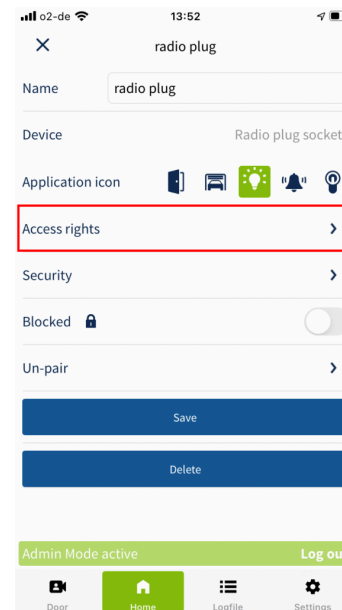 o2-de 13:52
radio plug
Name radio plug
Device Radio plug socket
Application icon
Access rights
Security
Blocked
Un-pair
Save
Delete
Admin Mode active Log ou
Door Home Logfile Settings